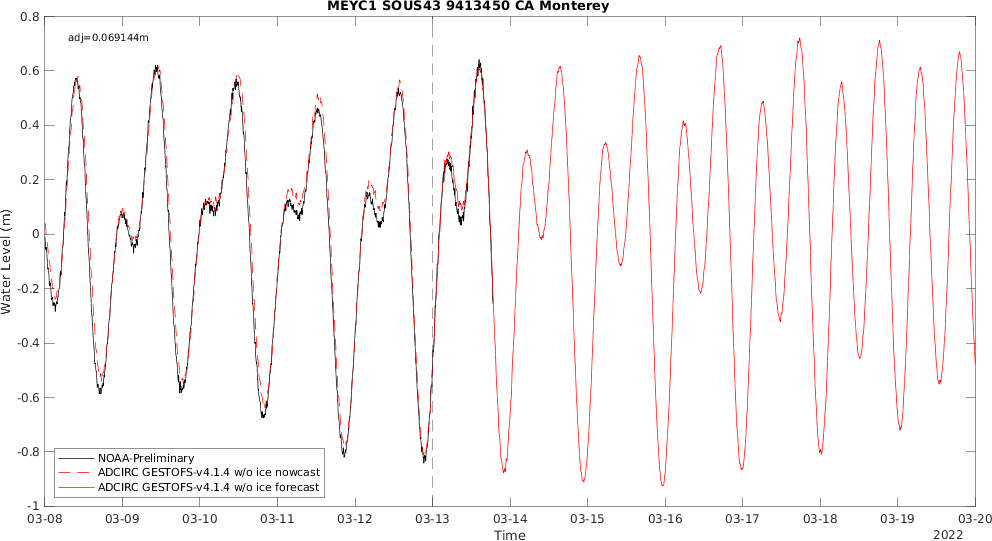 MEYC1 SOUS43 9413450 CA Monterey
adj=0.069144m
0.8
0.6
0.4
0.2
0
-0.2
-0.4
-0.6
-0.8
-1
Water Level (m)
NOAA-Preliminary
ADCIRC GESTOFS-v4.1.4 w/o ice nowcast
ADCIRC GESTOFS-v4.1.4 w/o ice forecast
03-08 03-09 03-10 03-11 03-12 03-13 03-14 03-15 03-16 03-17 03-18 03-19 03-20
Time
2022